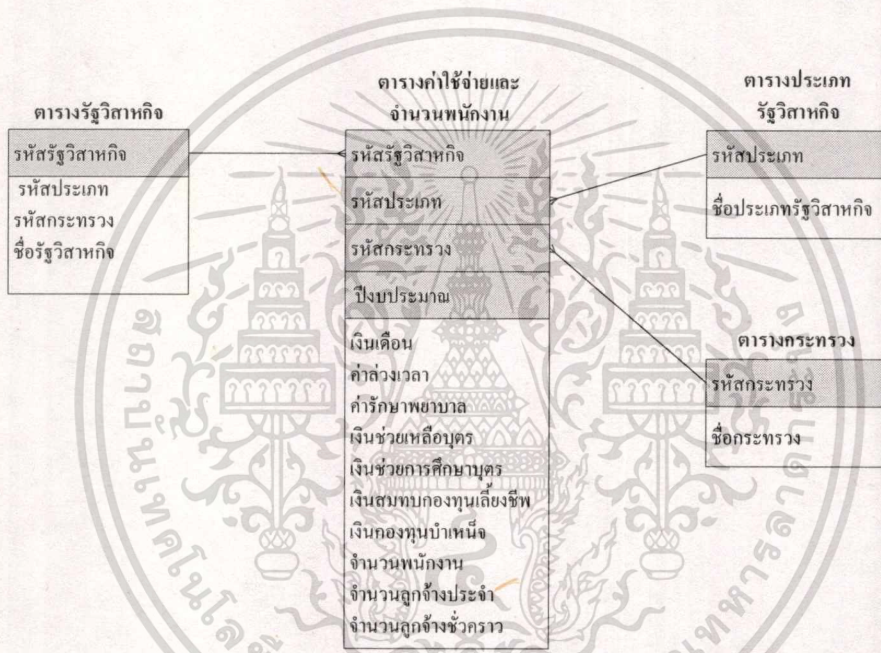 ตารางรัฐวิสาหกิจ
รหัสรัฐวิสาหกิจ
รหัสประเภท
รหัสกระทรวง
ชื่อรัฐวิสาหกิจ
ตารางค่าใช้จ่ายและ
จำนวนพนักงาน
รหัสรัฐวิสาหกิจ
รหัสประเภท
รหัสกระทรวง
ปีงบประมาณ
เงินเดือน
ค่าล่วงเวลา
ค่ารักษาพยาบาล
เงินช่วยเหลือบุตร
เงินช่วยการศึกษาบุตร
เงินสมทบกองทุนเลี้ยงชีพ
เงินกองทุนบำเหน็จ
จำนวนพนักงาน
จำนวนลูกจ้างประจำ
จำนวนลูกจ้างชั่วคราว
ตารางประเภท
รัฐวิสาหกิจ
รหัสประเภท
ชื่อประเภทรัฐวิสาหกิจ
ตารางกระทรวง
รหัสกระทรวง
ชื่อกระทรวง